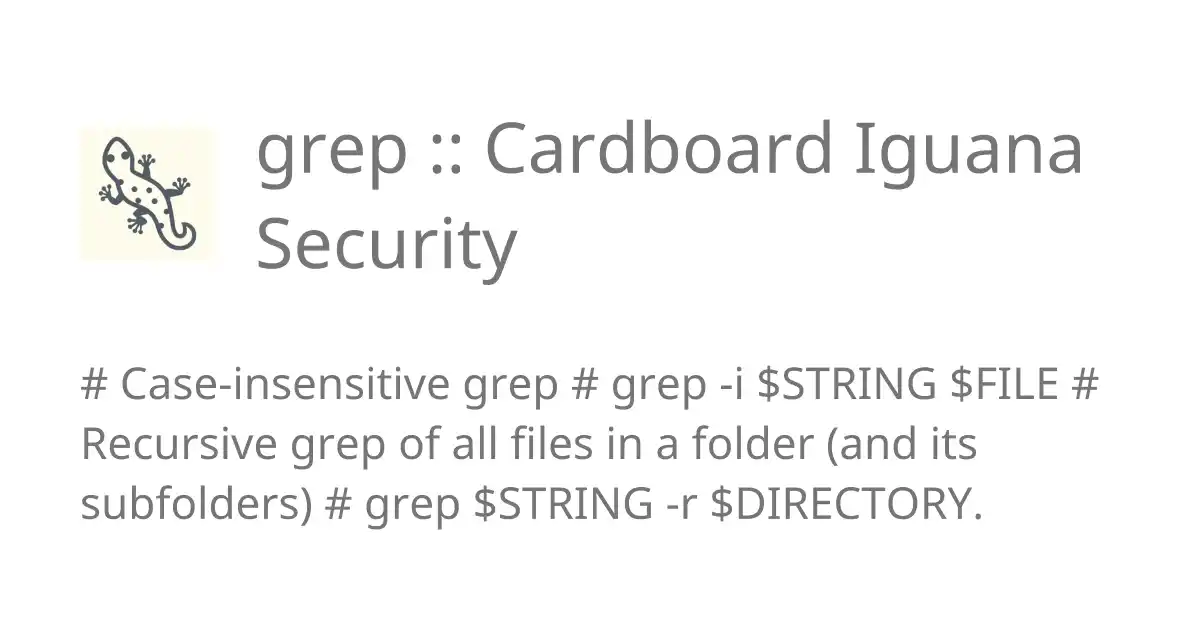 grep :: Cardboard Iguana
Security
# Case-insensitive grep # grep -i $STRING $FILE #
Recursive grep of all files in a folder (and its
subfolders) # grep $STRING -r $DIRECTORY.